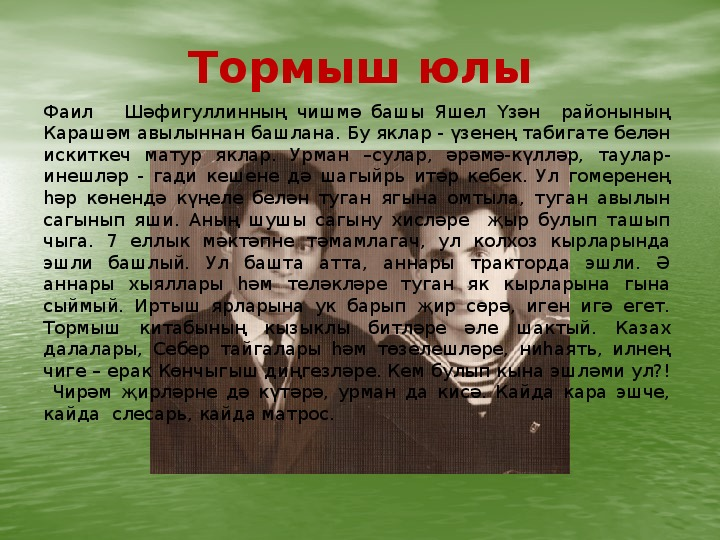 Тормыш юлы
Фаил Шәфигуллинның чишмә башы Яшел Үзән районының
Карашәм авылыннан башлана. Бу яклар - үзенең табигате белән
искиткеч матур яклар. Урман –сулар, әрәмә-күлләр, таулар-
инешләр - гади кешене дә шагыйрь итәр кебек. Ул гомеренең
һәр көнендә күңеле белән туган ягына омтыла, туган авылын
сагынып яши. Аның шушы сагыну хисләре җыр булып ташып
чыга. 7 еллык мәктәпне тәмамлагач, ул колхоз кырларында
эшли башлый. Ул башта атта, аннары тракторда эшли. Ә
аннары хыяллары һәм теләкләре туган як кырларына гына
сыймый. Иртыш ярларына ук барып җир сөрә, иген игә егет.
Тормыш китабының кызыклы битләре әле шактый. Казах
далалары, Себер тайгалары һәм төзелешләре, ниһаять, илнең
чиге – ерак Көнчыгыш диңгезләре. Кем булып кына эшләми ул?!
Чирәм җирләрне дә күтәрә, урман да кисә. Кайда кара эшче,
кайда слесарь, кайда матрос.